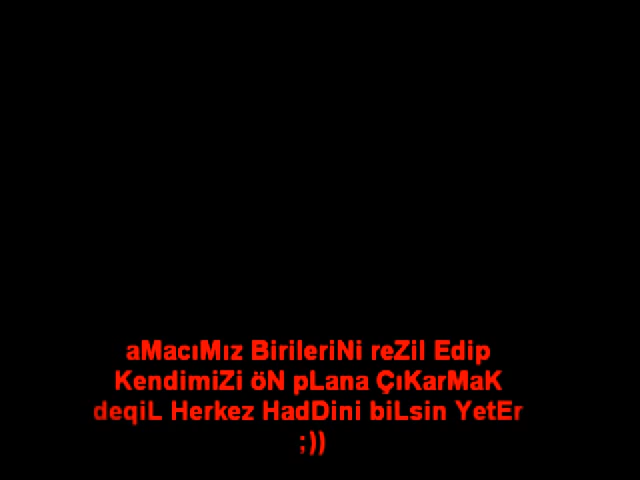 aMacıMız BirileriNi reZil Edip
KendimiZi öN pLana ÇıKarMaK
deqiL Herkez HadDini biLsin YetEr
;))